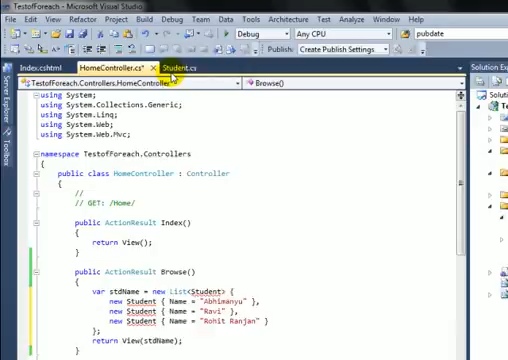 TestofForeach - Microsoft Visual Studio
File Edit View Refactor Project Build Debug Team Data Tools Architecture Test Analyze Window Help
Debug Any CPU pubdate
Publish: Create Publish Settings
Index.cshtml HomeController.cs* Student.cs
TestofForeach.Controllers.HomeController Browse()
Server Explorer
Toolbox
using System;
using System.Collections.Generic;
using System.Linq;
using System.Web;
using System.Web.Mvc;
namespace TestofForeach.Controllers
{
public class HomeController : Controller
{
//
// GET: /Home/
public ActionResult Index()
{
return View();
}
public ActionResult Browse()
{
var stdName = new List<Student> {
new Student { Name = "Abhimanyu" },
new Student { Name = "Ravi" },
new Student { Name = "Rohit Ranjan" }
};
return View(stdName);
}